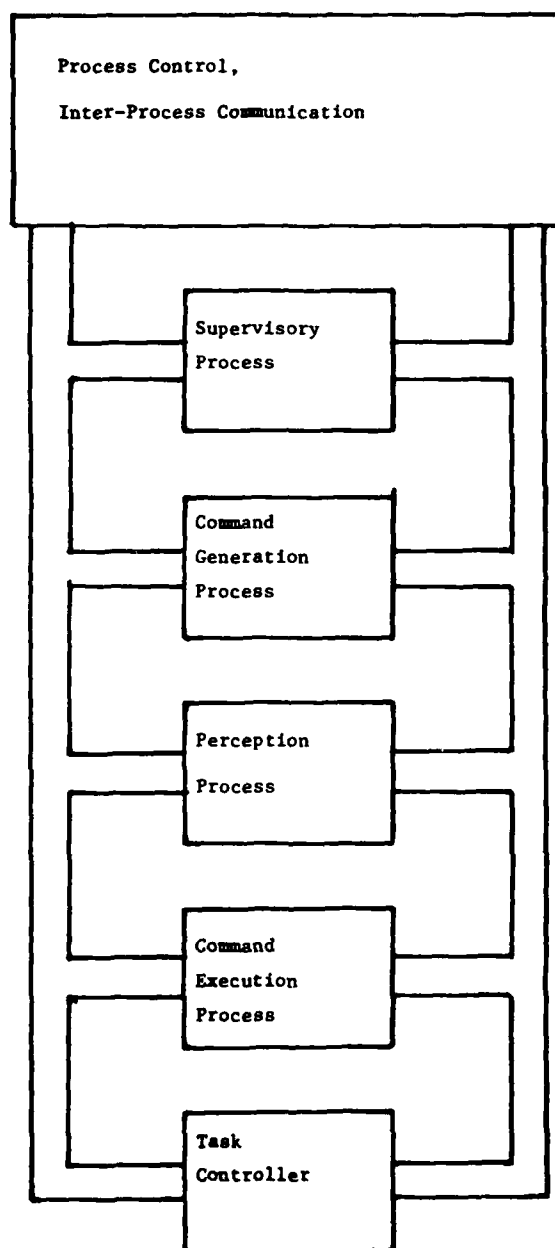 Process Control,
Inter-Process Communication
Supervisory
Process
Command
Generation
Process
Perception
Process
Command
Execution
Process
Task
Controller